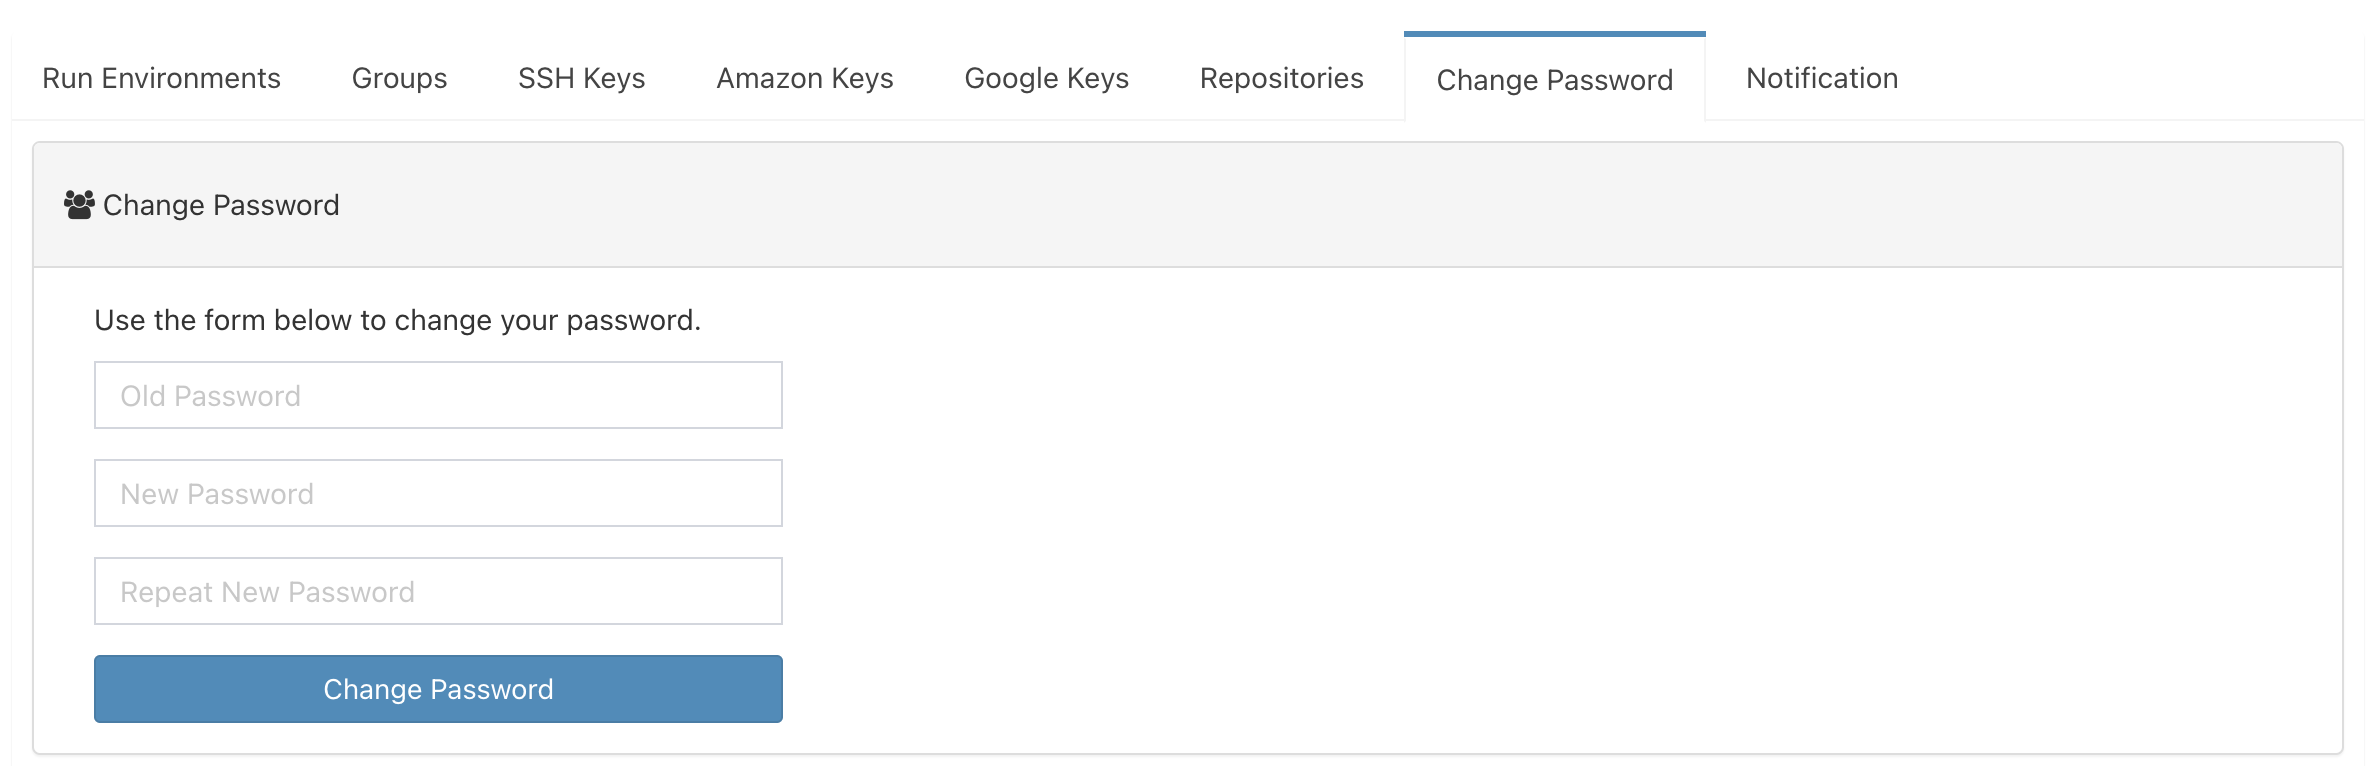 Run Environments Groups SSH Keys Amazon Keys Google Keys Repositories Change Password Notification
Change Password
Use the form below to change your password.
Old Password
New Password
Repeat New Password
Change Password